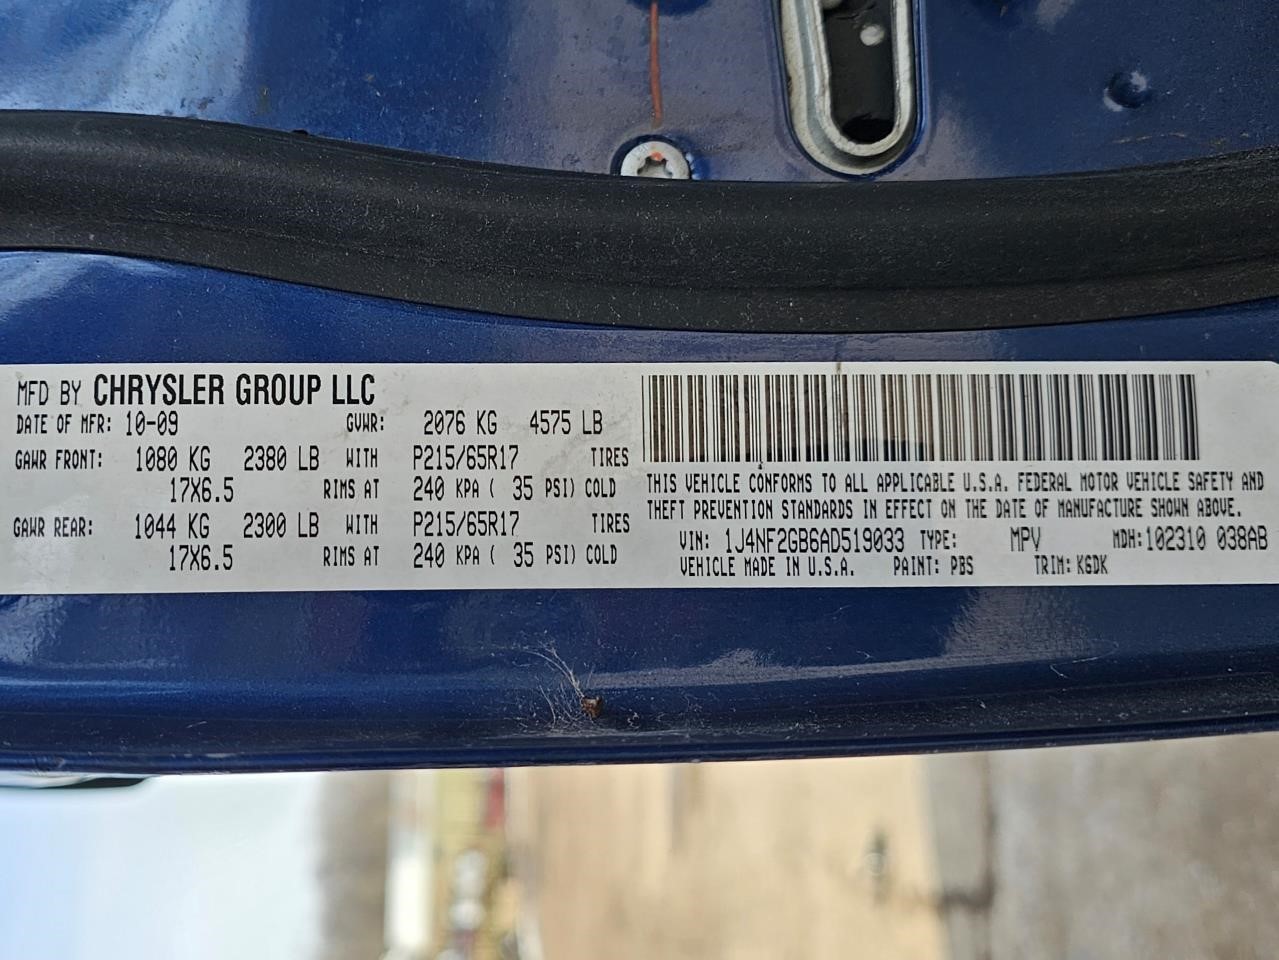 MFD BY CHRYSLER GROUP LLC
DATE OF MFR: 10-09 GVWR: 2076 KG 4575 LB
GAWR FRONT: 1080 KG 2380 LB WITH P215/65R17 TIRES
17X6.5 RIMS AT 240 KPA ( 35 PSI) COLD
GAWR REAR: 1044 KG 2300 LB WITH P215/65R17 TIRES
17X6.5 RIMS AT 240 KPA ( 35 PSI) COLD
THIS VEHICLE CONFORMS TO ALL APPLICABLE U.S.A. FEDERAL MOTOR VEHICLE SAFETY AND
THEFT PREVENTION STANDARDS IN EFFECT ON THE DATE OF MANUFACTURE SHOWN ABOVE.
VIN: 1J4NF2GB6AD519033 TYPE: MPV MDH:102310 038AB
VEHICLE MADE IN U.S.A. PAINT: PBS TRIM: K6DK